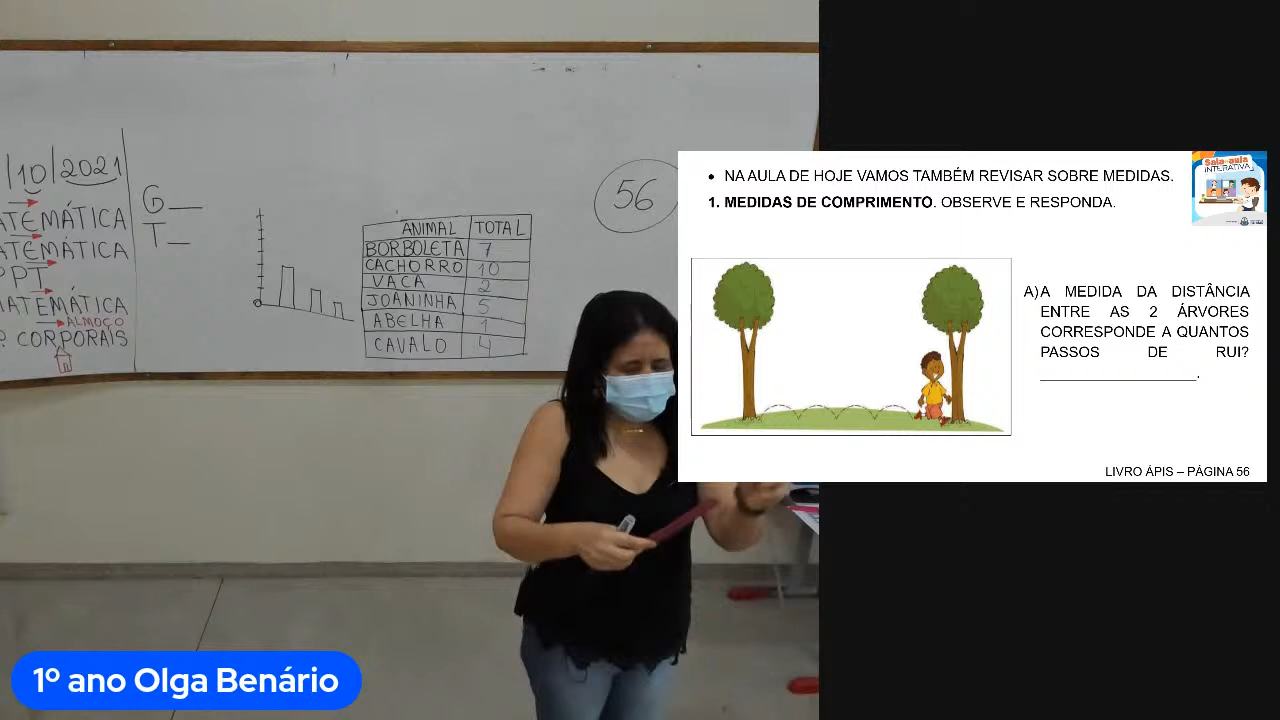 /10/2021
ATEMÁTICA
ATEMÁTICA
PPT
MATEMÁTICA
ALMOÇO
CORPORAIS
G
T
ANIMAL TOTAL
BORBOLETA 7
CACHORRO 10
VACA 2
JOANINHA 5
ABELHA 1
CAVALO 4
56
• NA AULA DE HOJE VAMOS TAMBÉM REVISAR SOBRE MEDIDAS.
1. MEDIDAS DE COMPRIMENTO. OBSERVE E RESPONDA.
Sala de aula
INTERATIVA
A) A MEDIDA DA DISTÂNCIA
ENTRE AS 2 ÁRVORES
CORRESPONDE A QUANTOS
PASSOS DE RUI?
____________________.
LIVRO ÁPIS – PÁGINA 56
1º ano Olga Benário